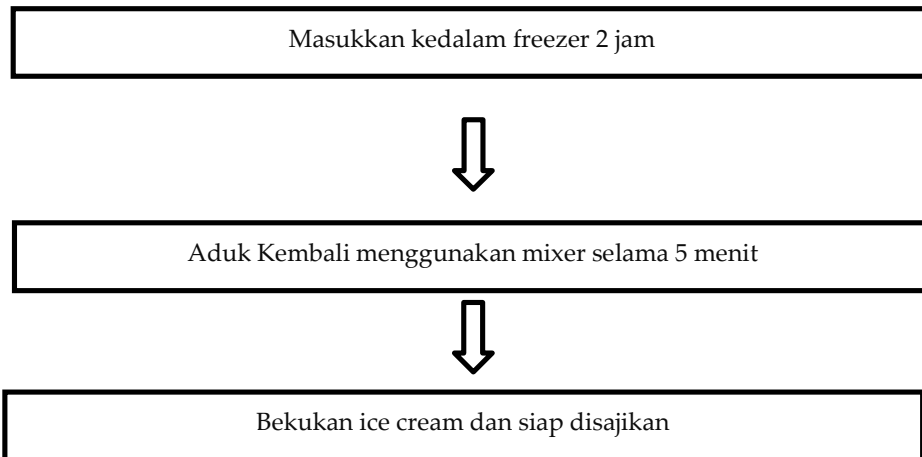 Masukkan kedalam freezer 2 jam
Aduk Kembali menggunakan mixer selama 5 menit
Bekukan ice cream dan siap disajikan